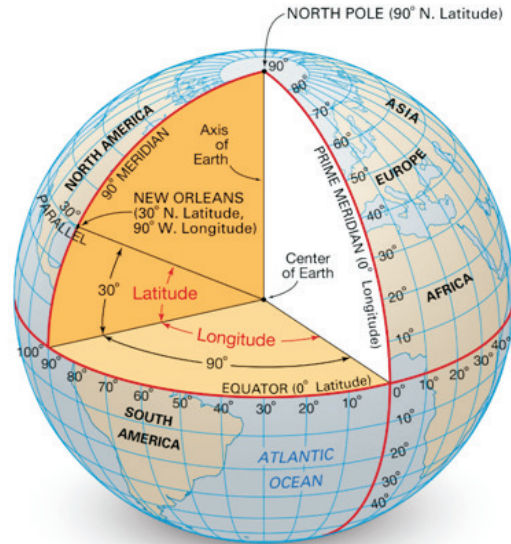 NORTH POLE (90° N. Latitude)
90°
80°
70°
60°
50°
40°
30°
20°
10°
0°
ASIA
EUROPE
AFRICA
NORTH AMERICA
90° MERIDIAN
Axis
of
Earth
PRIME MERIDIAN (0° Longitude)
30°
PARALLEL
NEW ORLEANS
(30° N. Latitude,
90° W. Longitude)
Center
of Earth
30°
Latitude
Longitude
90°
EQUATOR (0° Latitude)
100°
90°
80°
70°
60°
50°
40°
30°
20°
10°
0°
10°
20°
30°
40°
10°
20°
30°
40°
SOUTH
AMERICA
ATLANTIC
OCEAN